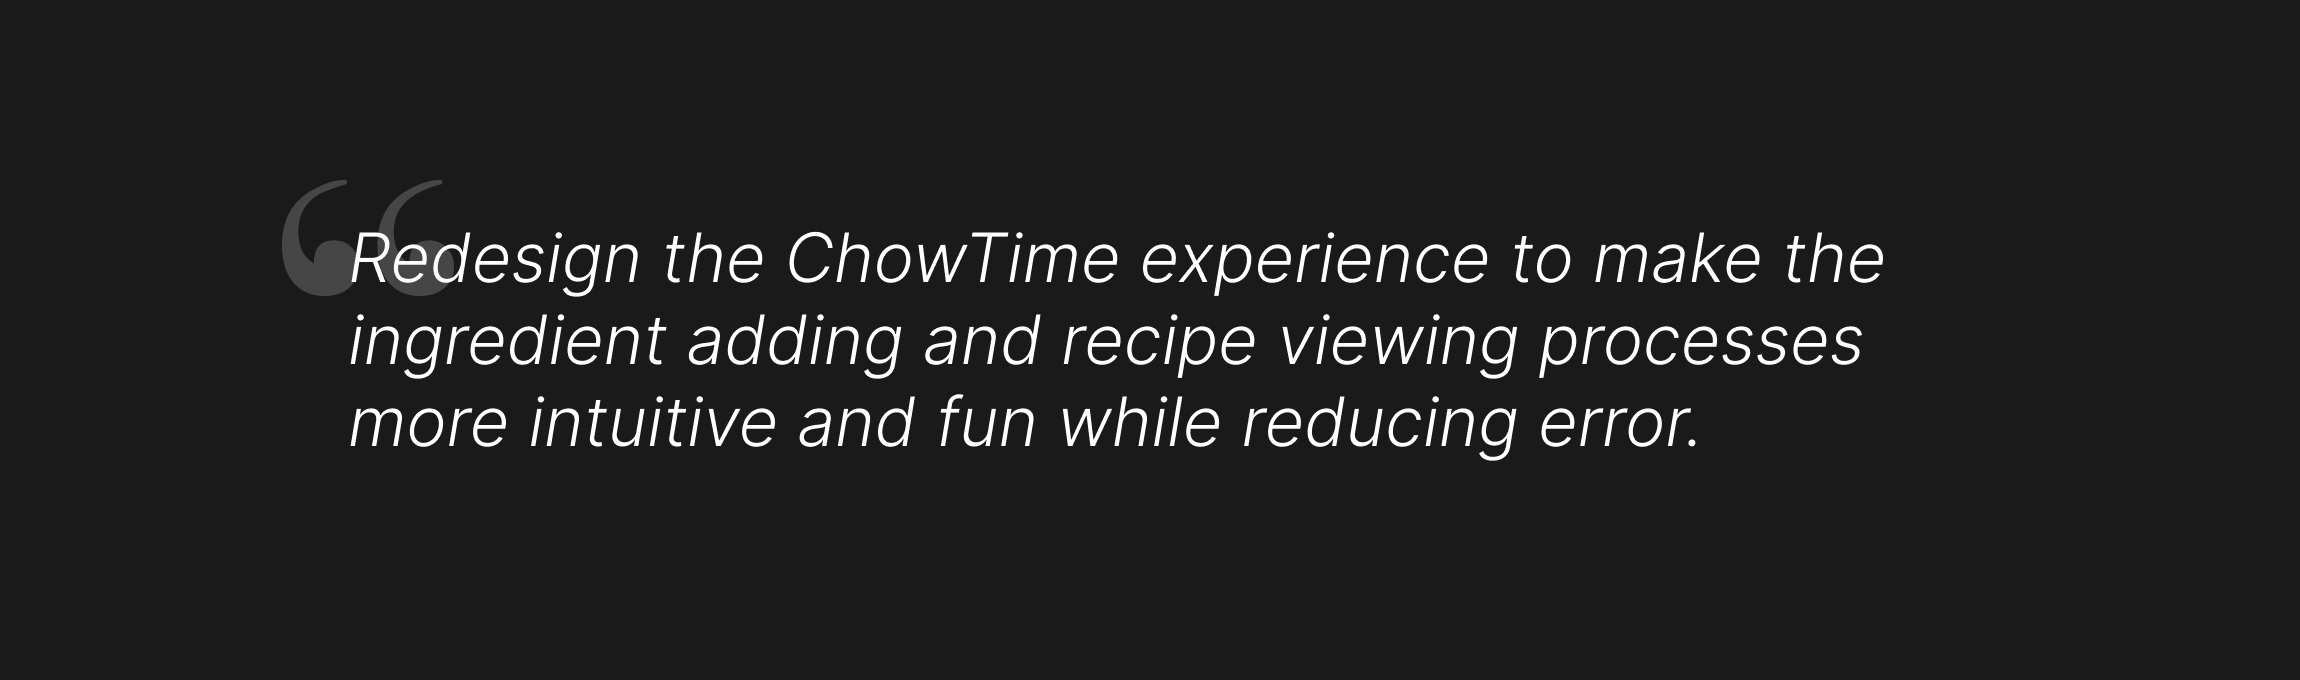 “
Redesign the ChowTime experience to make the
ingredient adding and recipe viewing processes
more intuitive and fun while reducing error.